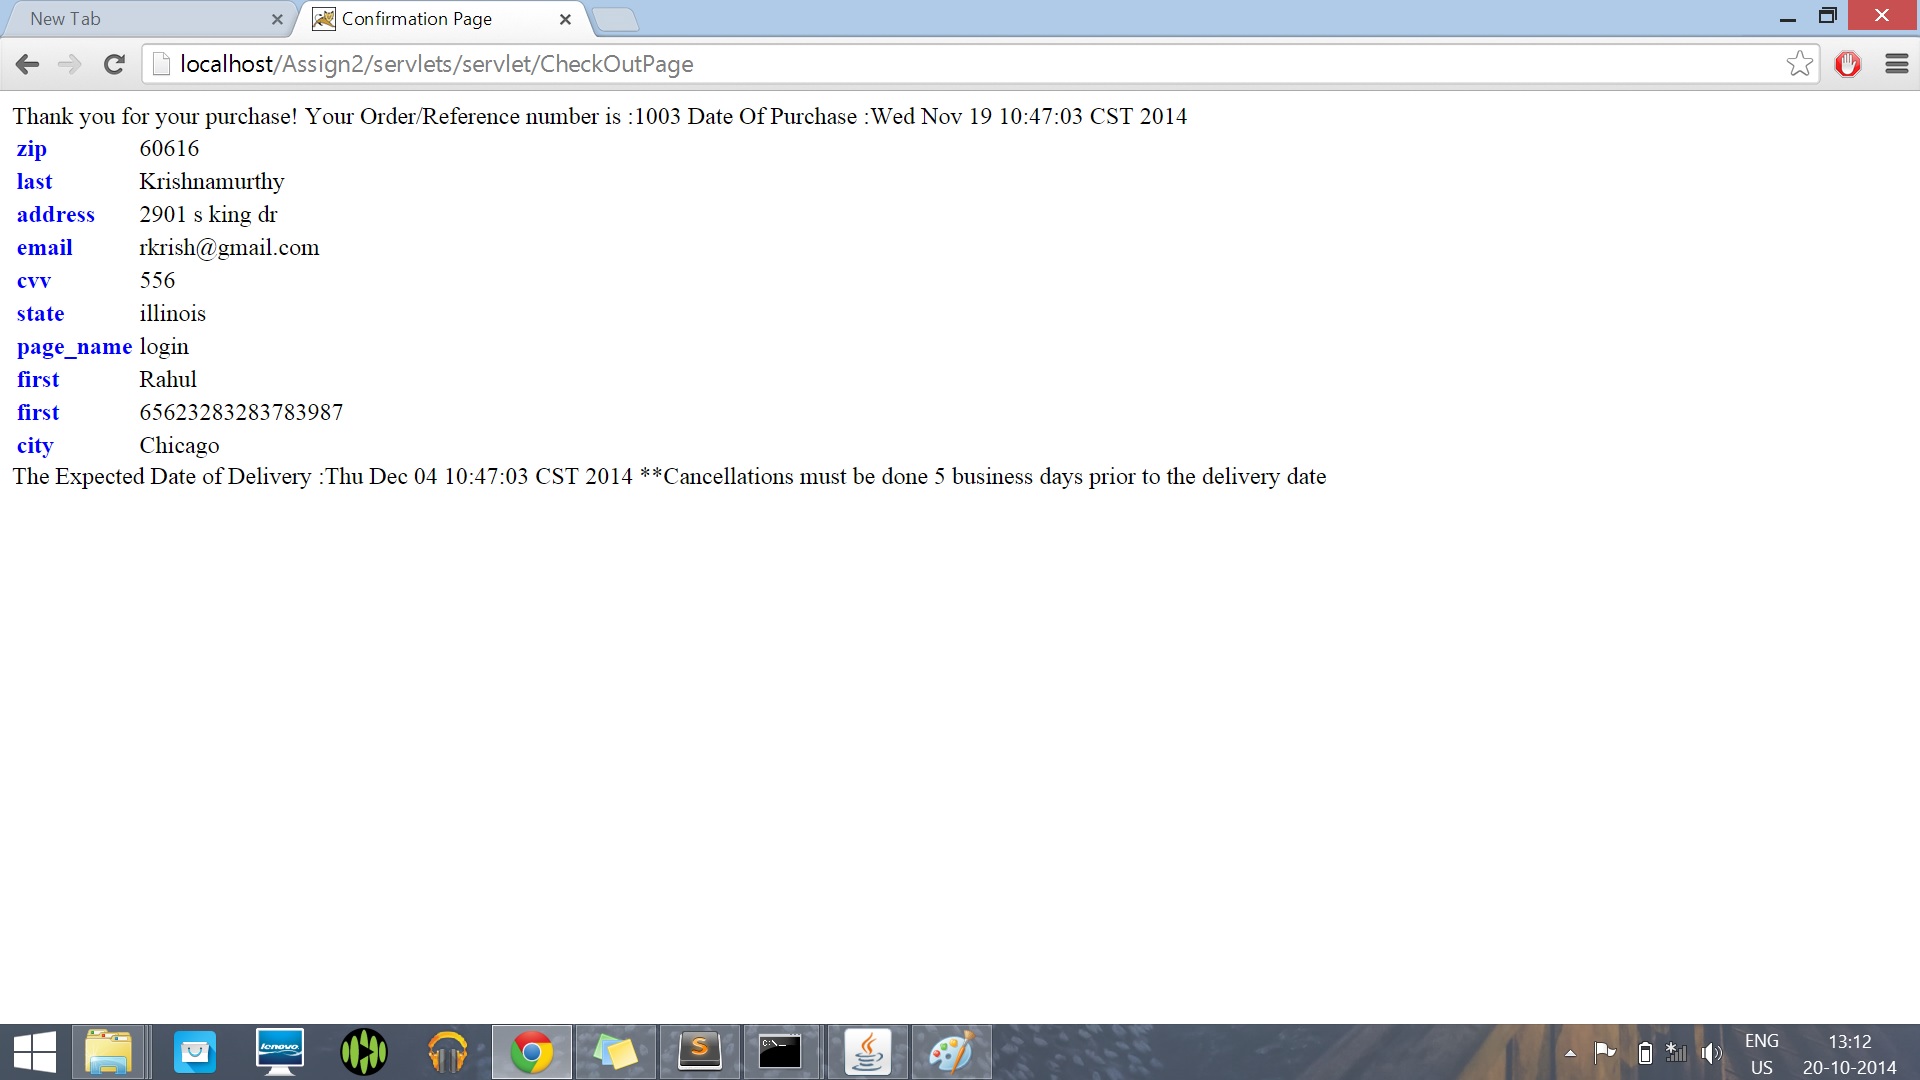 New Tab
Confirmation Page
localhost/Assign2/servlets/servlet/CheckOutPage
Thank you for your purchase! Your Order/Reference number is :1003 Date Of Purchase :Wed Nov 19 10:47:03 CST 2014
zip 60616
last Krishnamurthy
address 2901 s king dr
email rkrish@gmail.com
cvv 556
state illinois
page_name login
first Rahul
first 65623283283783987
city Chicago
The Expected Date of Delivery :Thu Dec 04 10:47:03 CST 2014 **Cancellations must be done 5 business days prior to the delivery date
lenovo
S
C:\_
ENG 13:12
US 20-10-2014